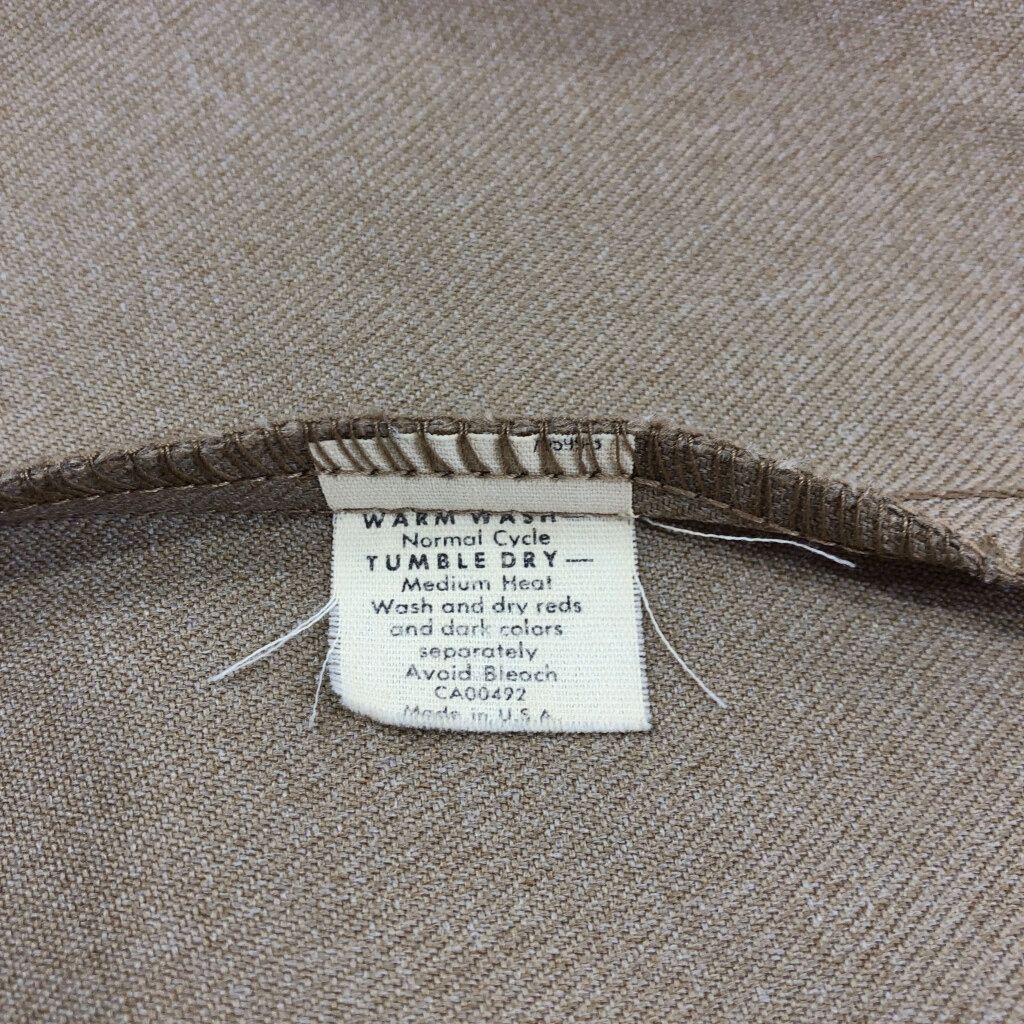 WARM WASH
Normal Cycle
TUMBLE DRY—
Medium Heat
Wash and dry reds
and dark colors
separately
Avoid Bleach
CA00492
Made in U.S.A.